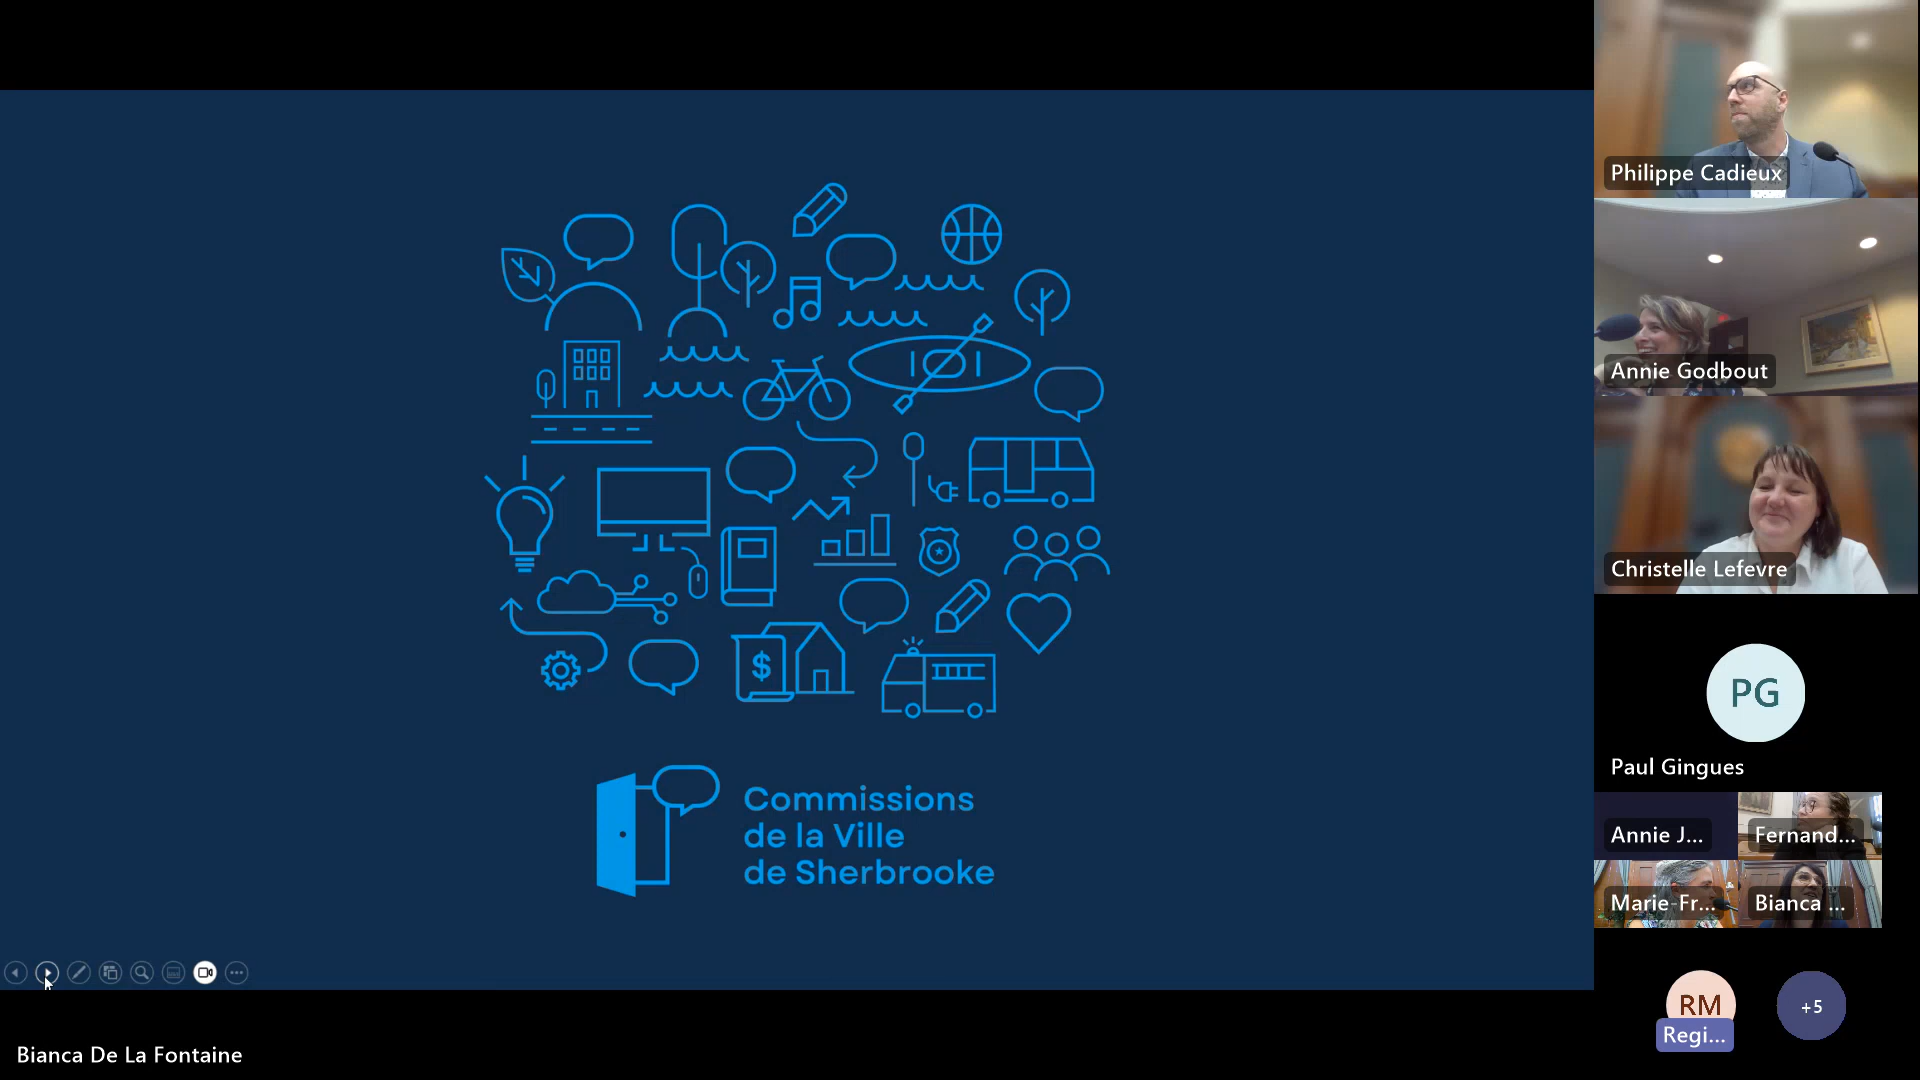 Commissions
de la Ville
de Sherbrooke
$
Philippe Cadieux
Annie Godbout
Christelle Lefevre
PG
Paul Gingues
Annie J...
Fernand...
Marie-Fr...
Bianca ...
RM
Regi...
+5
Bianca De La Fontaine